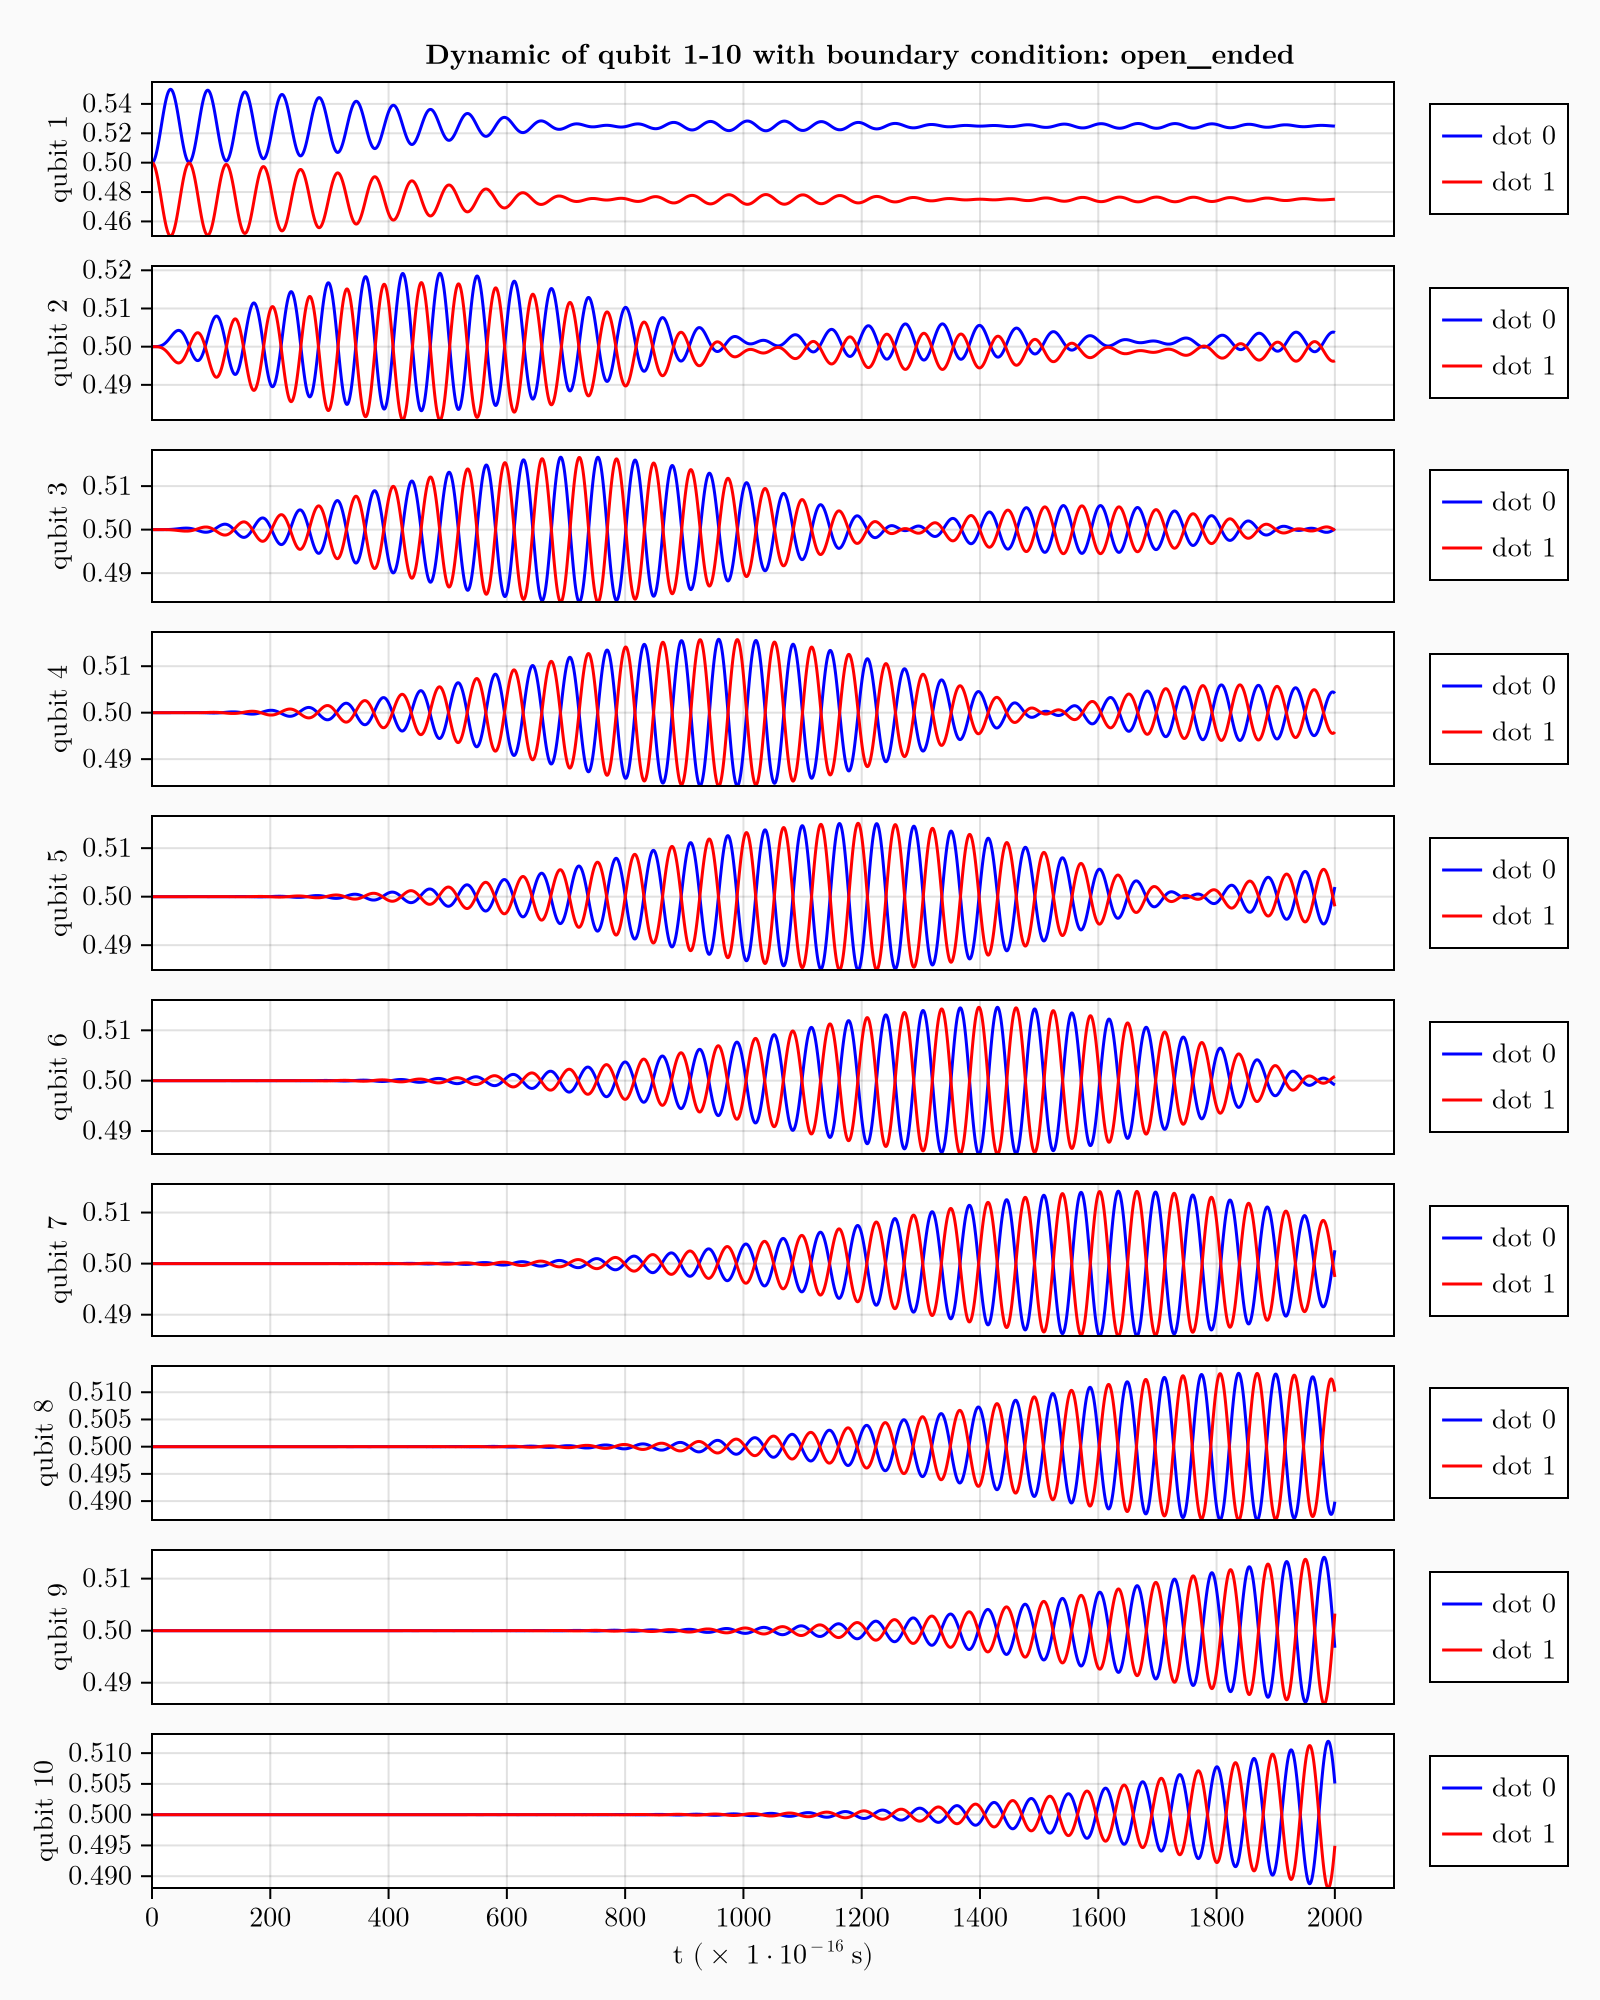 Dynamic of qubit 1-10 with boundary condition: open_ended
qubit 1
0.54
0.52
0.50
0.48
0.46
dot 0
dot 1
qubit 2
0.52
0.51
0.50
0.49
dot 0
dot 1
qubit 3
0.51
0.50
0.49
dot 0
dot 1
qubit 4
0.51
0.50
0.49
dot 0
dot 1
qubit 5
0.51
0.50
0.49
dot 0
dot 1
qubit 6
0.51
0.50
0.49
dot 0
dot 1
qubit 7
0.51
0.50
0.49
dot 0
dot 1
qubit 8
0.510
0.505
0.500
0.495
0.490
dot 0
dot 1
qubit 9
0.51
0.50
0.49
dot 0
dot 1
qubit 10
0.510
0.505
0.500
0.495
0.490
dot 0
dot 1
0 200 400 600 800 1000 1200 1400 1600 1800 2000
t ( × 1 · 10⁻¹⁶ s)